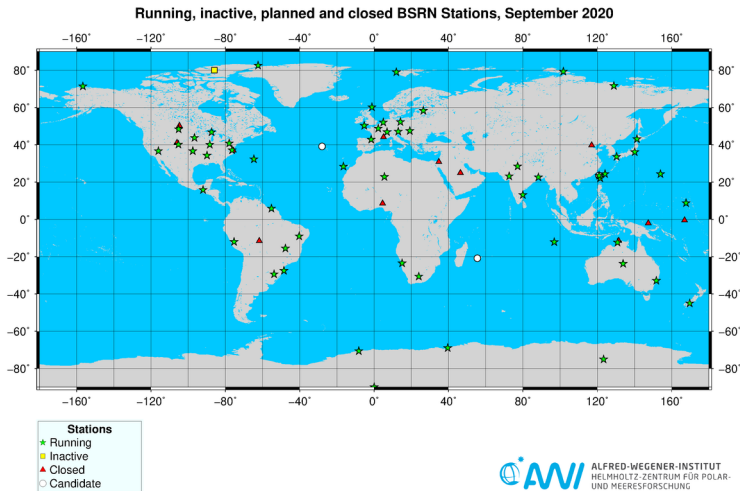 Running, inactive, planned and closed BSRN Stations, September 2020
−160˚ −120˚ −80˚ −40˚ 0˚ 40˚ 80˚ 120˚ 160˚
80˚ 80˚
60˚ 60˚
40˚ 40˚
20˚ 20˚
0˚ 0˚
−20˚ −20˚
−40˚ −40˚
−60˚ −60˚
−80˚ −80˚
−160˚ −120˚ −80˚ −40˚ 0˚ 40˚ 80˚ 120˚ 160˚
Stations
Running
Inactive
Closed
Candidate
AWI
ALFRED-WEGENER-INSTITUT
HELMHOLTZ-ZENTRUM FÜR POLAR-
UND MEERESFORSCHUNG